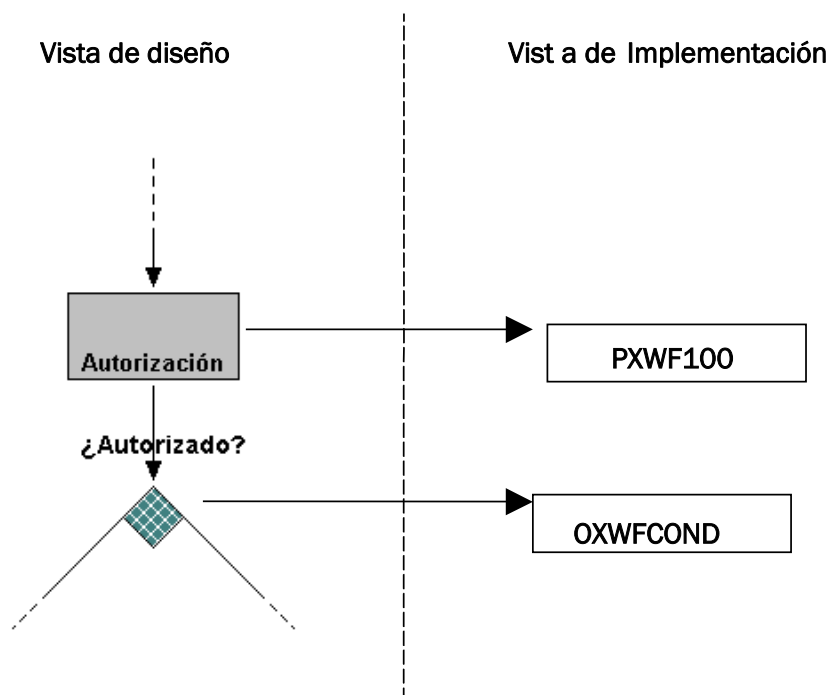 Vista de diseño
Vist a de Implementación
Autorización
PXWF100
¿Autorizado?
OXWFCOND